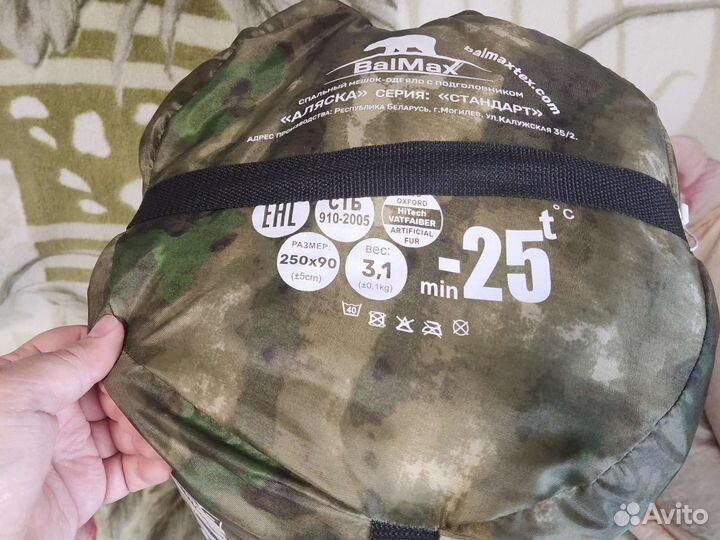 BalMax
balmaxtex.com
СПАЛЬНЫЙ МЕШОК-ОДЕЯЛО С ПОДГОЛОВНИКОМ
«АЛЯСКА» СЕРИЯ: «СТАНДАРТ»
АДРЕС ПРОИЗВОДСТВА: РЕСПУБЛИКА БЕЛАРУСЬ, Г.МОГИЛЕВ, УЛ.КАЛУЖСКАЯ 35/2.
EAC
СТБ
910-2005
OXFORD
HiTech
VATFAIBER
ARTIFICIAL
FUR
РАЗМЕР:
250x90
(±5cm)
ВЕС:
3,1
(±0,1kg)
min -25 t°C
40
Avito